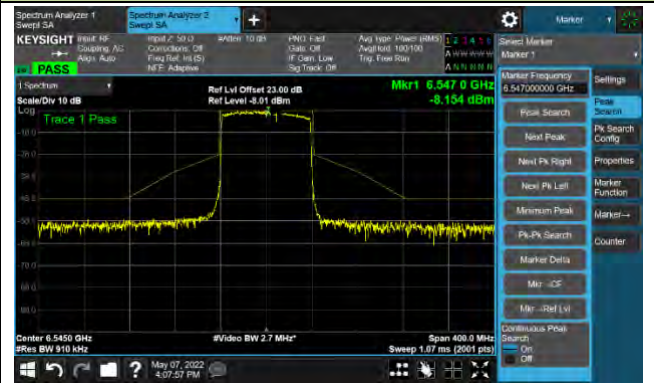 Spectrum Analyzer 1
Swept SA
Spectrum Analyzer 2
Swept SA
+
Marker
KEYSIGHT
Input: RF
Coupling: AC
Align: Auto
Input Z: 50 Ω
Corrections: Off
Freq Ref: Int (S)
NFE: Adaptive
#Atten: 10 dB
PNO: Fast
Gate: Off
IF Gain: Low
Sig Track: Off
Avg Type: Power (RMS)
Avg|Hold: 100/100
Trig: Free Run
1 2 3 4 5 6
A W W W W W
A N N N N N
PASS
Select Marker
Marker 1
1 Spectrum
Scale/Div 10 dB
Ref Lvl Offset 23.00 dB
Ref Level -8.01 dBm
Mkr1 6.547 0 GHz
-8.154 dBm
Log
Trace 1 Pass
1
Marker Frequency
6.547000000 GHz
Peak Search
Next Peak
Next Pk Right
Next Pk Left
Minimum Peak
Pk-Pk Search
Marker Delta
Mkr→CF
Mkr→Ref Lvl
Continuous Peak
Search
On
Off
Settings
Peak
Search
Pk Search
Config
Properties
Marker
Function
Marker→
Counter
Center 6.5450 GHz
#Res BW 910 kHz
#Video BW 2.7 MHz*
Span 400.0 MHz
Sweep 1.07 ms (2001 pts)
?
May 07, 2022
4:07:57 PM